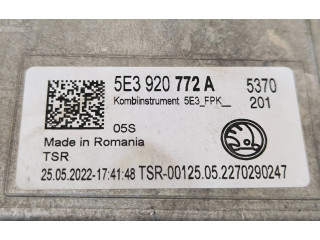 5E3 920 772 A 5370
Kombiinstrument 5E3_FPK__ 201
05S
Made in Romania
TSR
25.05.2022-17:41:48 TSR-00125.05.2270290247